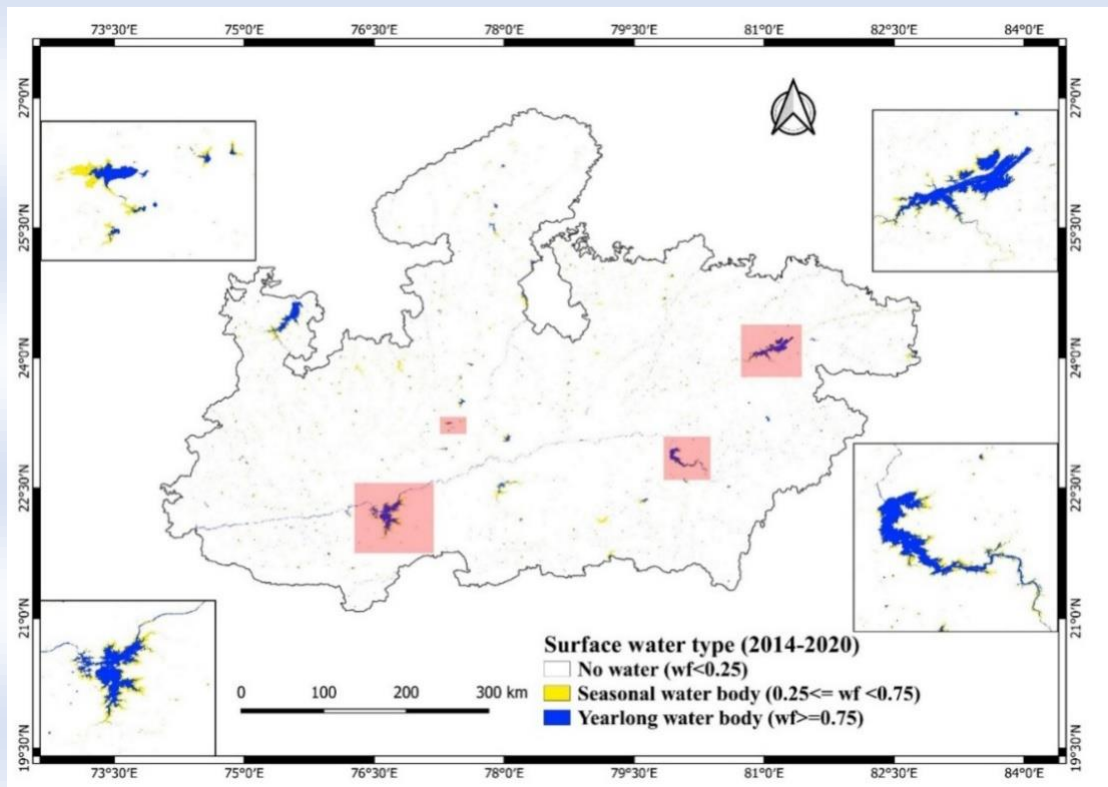 73°30'E 75°0'E 76°30'E 78°0'E 79°30'E 81°0'E 82°30'E 84°0'E
27°0'N 27°0'N
25°30'N 25°30'N
24°0'N 24°0'N
22°30'N 22°30'N
21°0'N 21°0'N
19°30'N 19°30'N
Surface water type (2014-2020)
No water (wf<0.25)
Seasonal water body (0.25<= wf <0.75)
Yearlong water body (wf>=0.75)
0 100 200 300 km
73°30'E 75°0'E 76°30'E 78°0'E 79°30'E 81°0'E 82°30'E 84°0'E